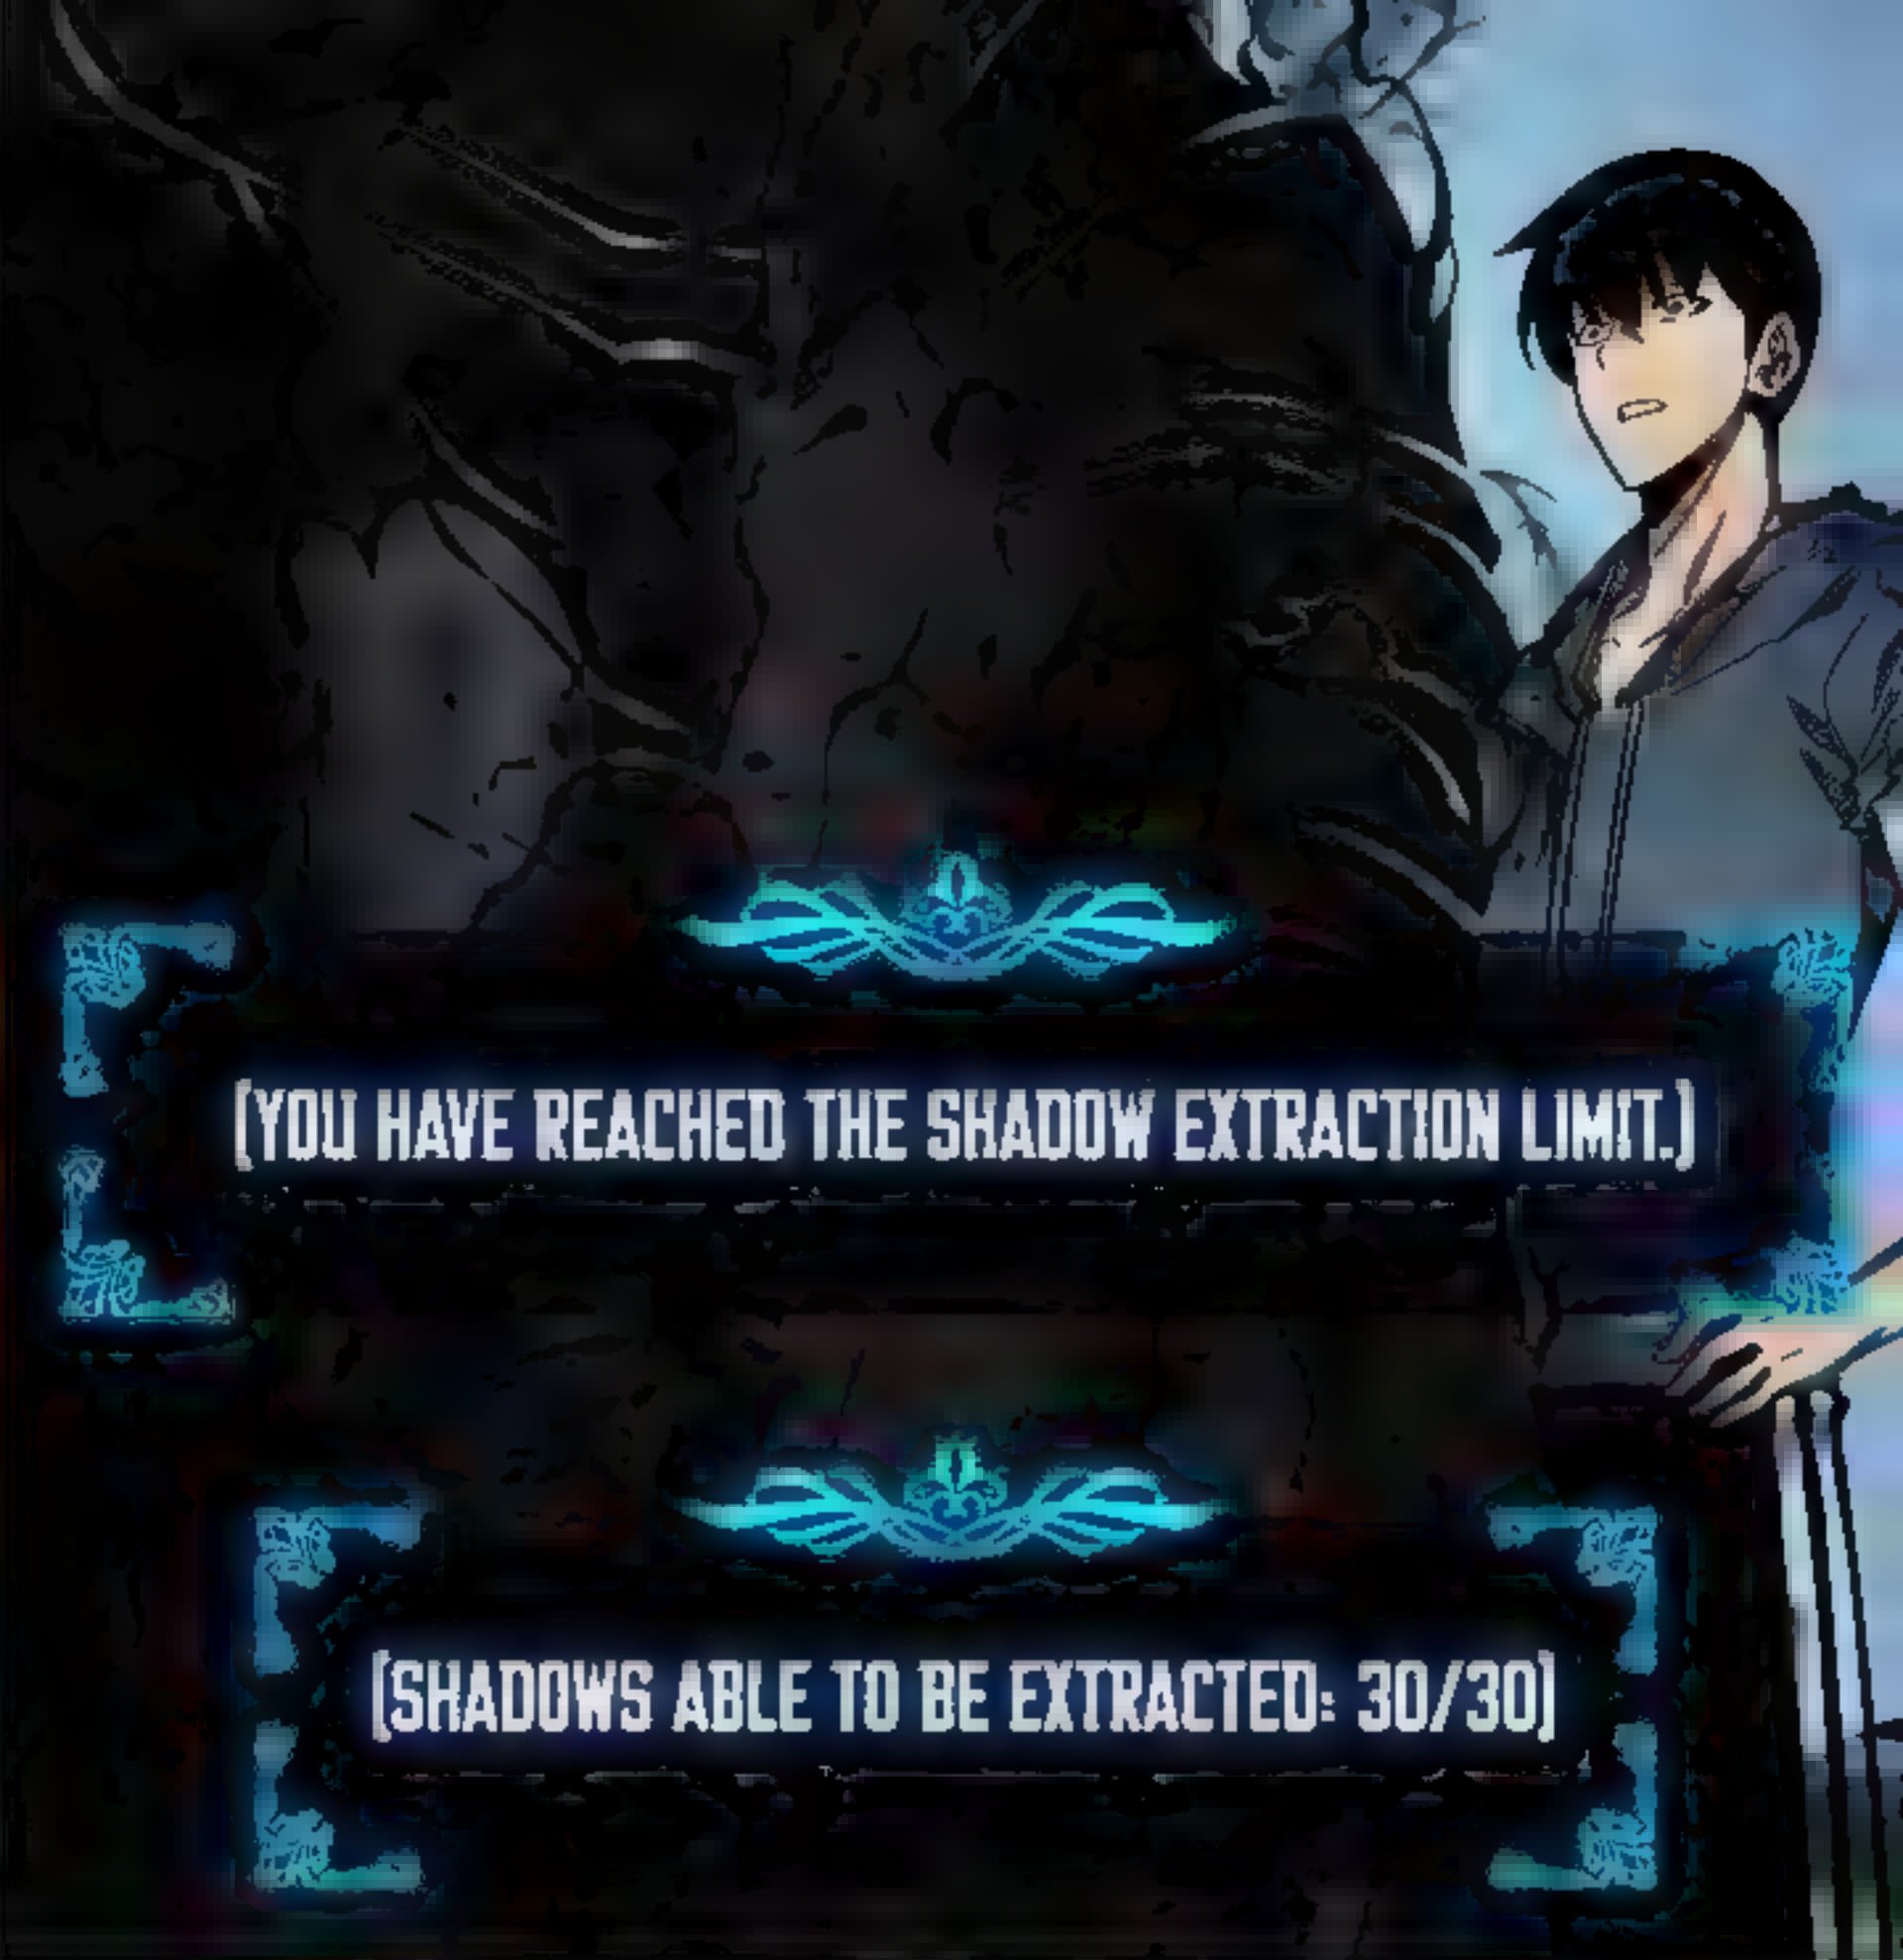 (YOU HAVE REACHED THE SHADOW EXTRACTION LIMIT.)
(SHADOWS ABLE TO BE EXTRACTED: 30/30)